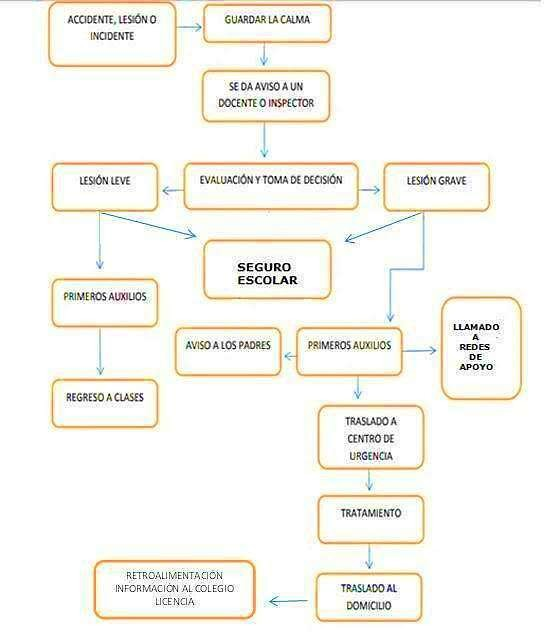 ACCIDENTE, LESIÓN O
INCIDENTE
GUARDAR LA CALMA
SE DA AVISO A UN
DOCENTE O INSPECTOR
LESIÓN LEVE
EVALUACIÓN Y TOMA DE DECISIÓN
LESIÓN GRAVE
SEGURO
ESCOLAR
PRIMEROS AUXILIOS
AVISO A LOS PADRES
PRIMEROS AUXILIOS
LLAMADO
A
REDES
DE
APOYO
REGRESO A CLASES
TRASLADO A
CENTRO DE
URGENCIA
TRATAMIENTO
RETROALIMENTACIÓN
INFORMACIÓN AL COLEGIO
LICENCIA
TRASLADO AL
DOMICILIO